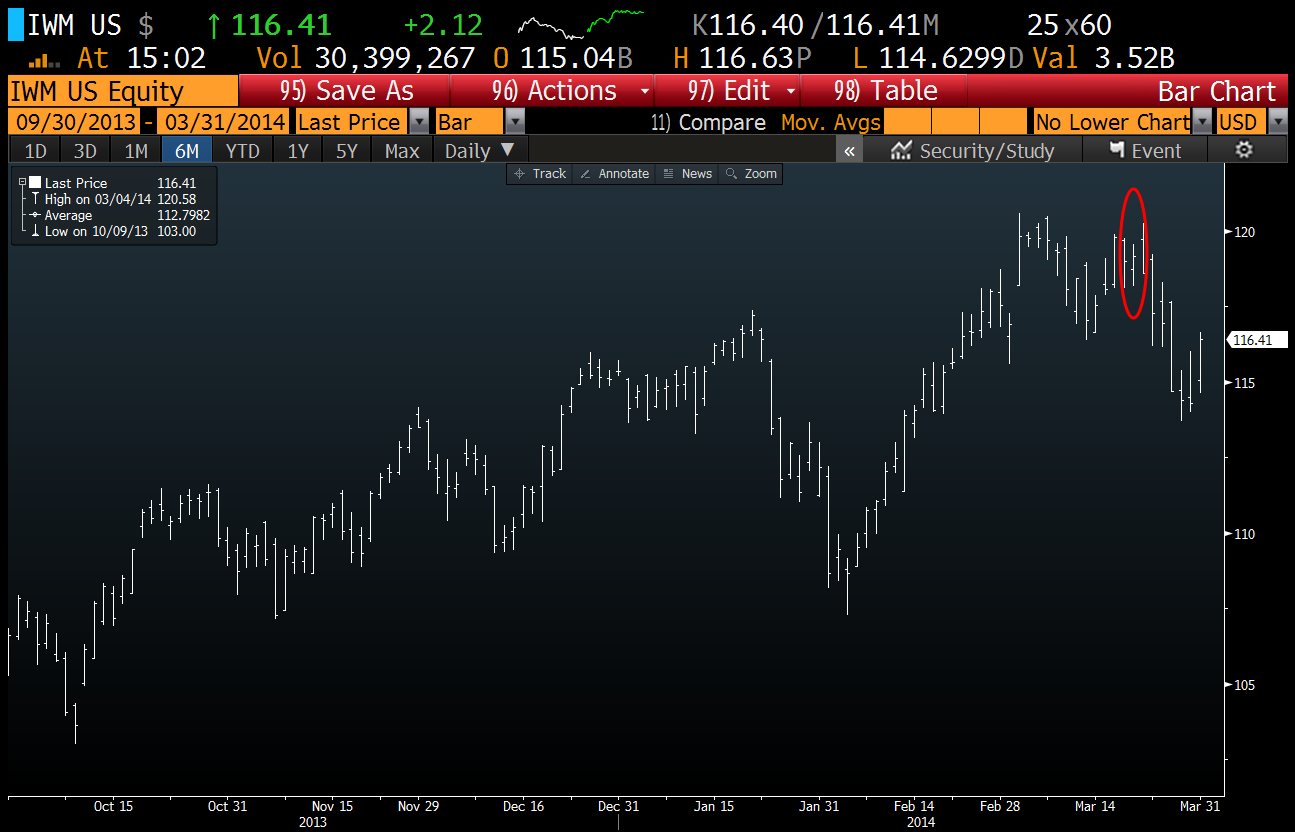 IWM US $ ↑ 116.41 +2.12 K116.40 /116.41M 25x60
At 15:02 Vol 30,399,267 O 115.04B H 116.63P L 114.6299D Val 3.52B
IWM US Equity 95) Save As 96) Actions 97) Edit 98) Table Bar Chart
09/30/2013 - 03/31/2014 Last Price Bar 11) Compare Mov. Avgs No Lower Chart USD
1D 3D 1M 6M YTD 1Y 5Y Max Daily ▼ « Security/Study Event
Track Annotate News Zoom
Last Price 116.41
High on 03/04/14 120.58
Average 112.7982
Low on 10/09/13 103.00
120
116.41
115
110
105
Oct 15 Oct 31 Nov 15 Nov 29 Dec 16 Dec 31 Jan 15 Jan 31 Feb 14 Feb 28 Mar 14 Mar 31
2013 2014